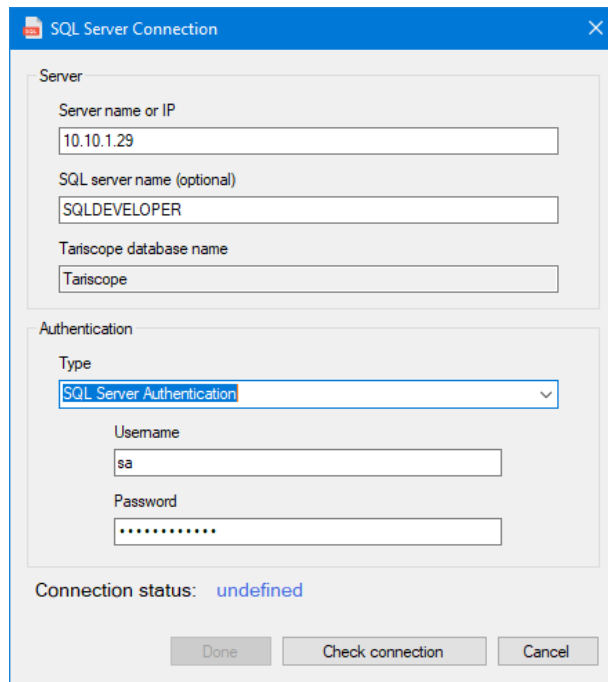 SQL Server Connection
Server
Server name or IP
10.10.1.29
SQL server name (optional)
SQLDEVELOPER
Tariscope database name
Tariscope
Authentication
Type
SQL Server Authentication
Username
sa
Password
••••••••••••
Connection status: undefined
Done Check connection Cancel